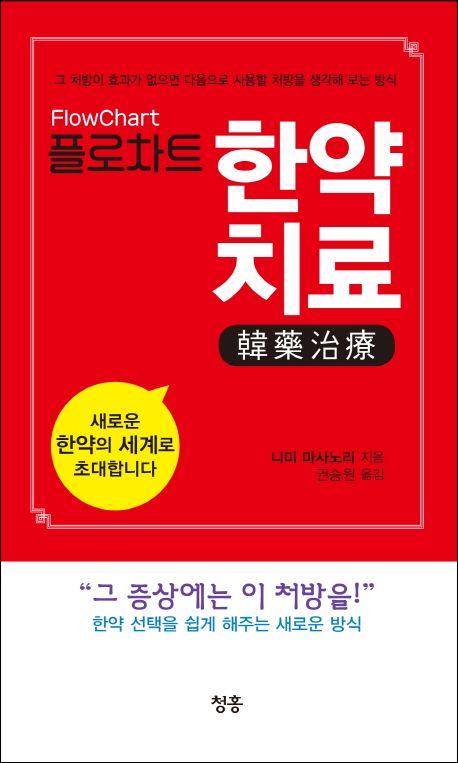 그 처방이 효과가 없으면 다음으로 사용할 처방을 생각해 보는 방식
FlowChart
플로차트
한약
치료
韓藥治療
새로운
한약의 세계로
초대합니다
니미 마사노리 지음
권승원 옮김
“그 증상에는 이 처방을!”
한약 선택을 쉽게 해주는 새로운 방식
청홍